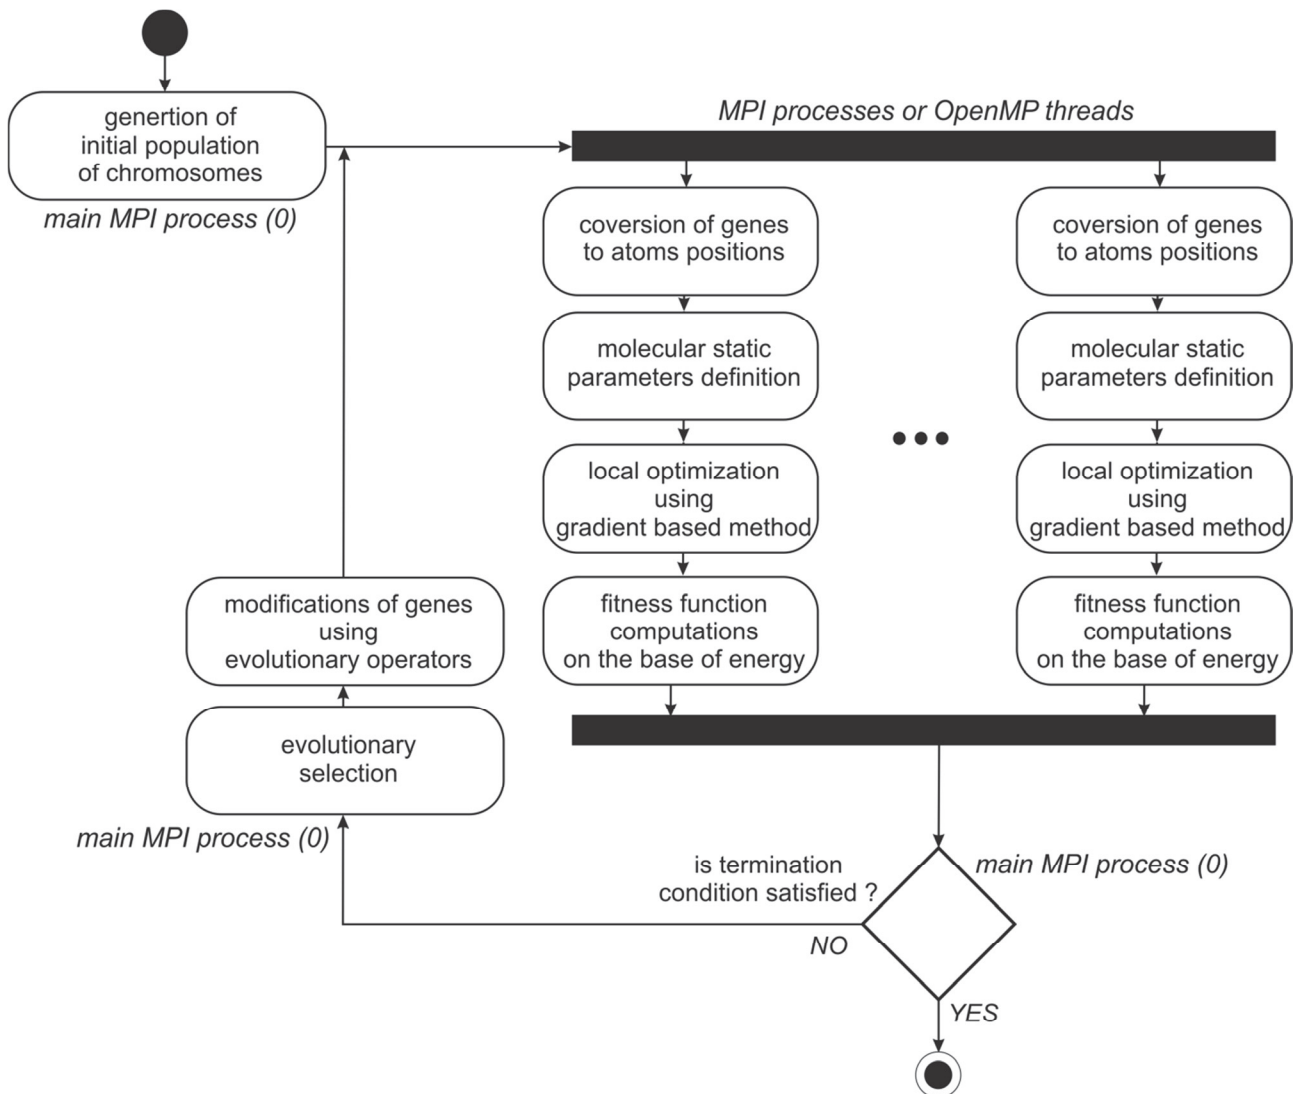 genertion of
initial population
of chromosomes
main MPI process (0)
MPI processes or OpenMP threads
coversion of genes
to atoms positions
molecular static
parameters definition
local optimization
using
gradient based method
fitness function
computations
on the base of energy
coversion of genes
to atoms positions
molecular static
parameters definition
local optimization
using
gradient based method
fitness function
computations
on the base of energy
modifications of genes
using
evolutionary operators
evolutionary
selection
main MPI process (0)
is termination
condition satisfied ?
main MPI process (0)
NO
YES